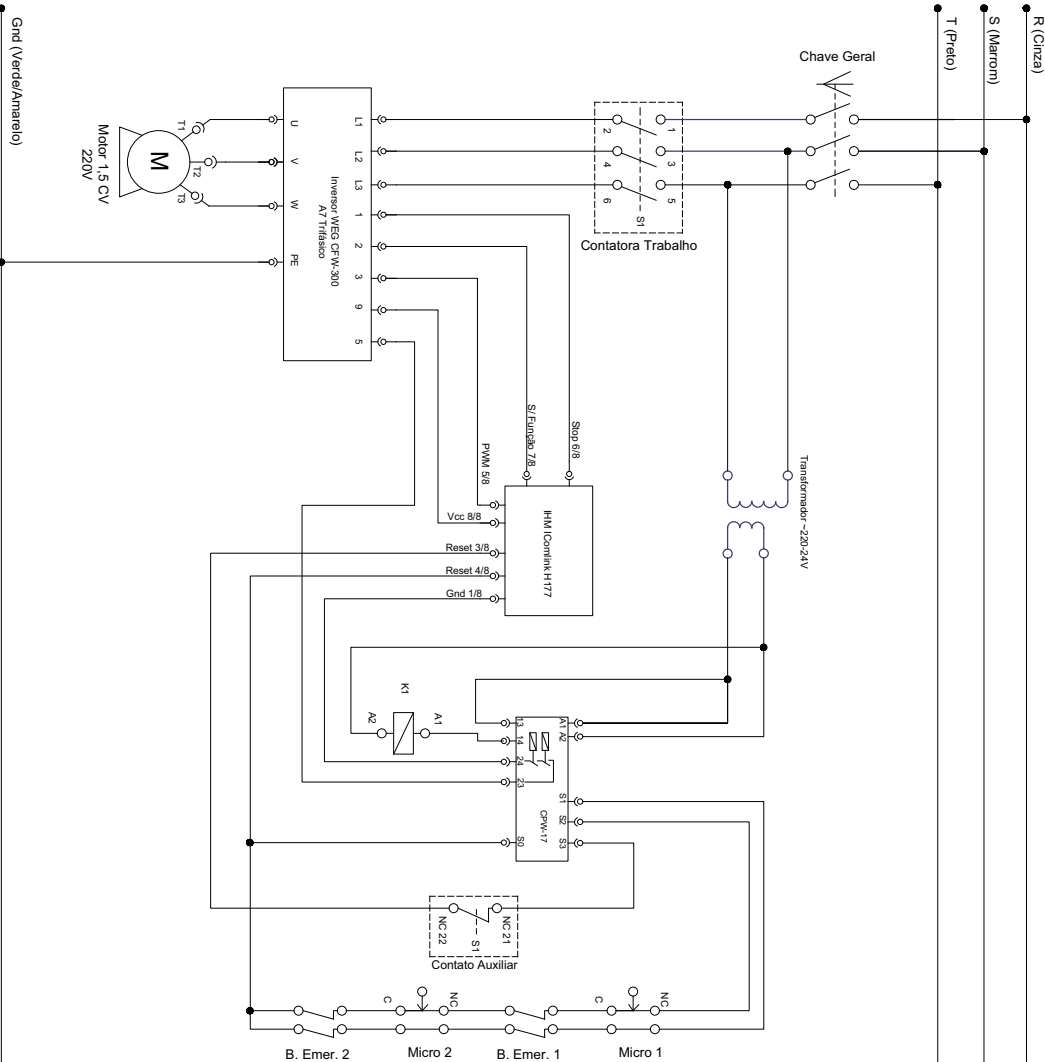 R (Cinza)
S (Marrom)
T (Preto)
Gnd (Verde/Amarelo)
Chave Geral
1
3
5
2
4
6
S1
Contatora Trabalho
L1
L2
L3
1
2
3
9
5
U
V
W
PE
Inversor WEG CFW-300
A7 Trifásico
T1
T2
T3
M
Motor 1,5 CV
220V
Transformador ~220-24V
Stop 6/8
S/ Função 7/8
PWM 5/8
Vcc 8/8
Reset 3/8
Reset 4/8
Gnd 1/8
IHM IComlink H177
K1
A1
A2
13
14
24
23
A1
A2
S1
S2
S3
S0
CPW-17
NC 21
NC 22
S1
Contato Auxiliar
C
NC
C
NC
B. Emer. 2
Micro 2
B. Emer. 1
Micro 1